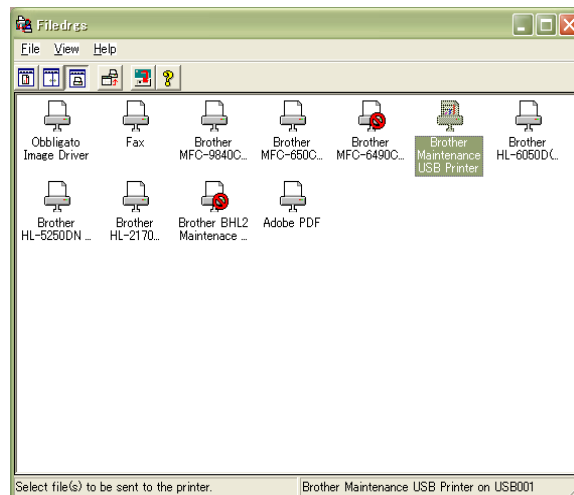 Filedrgs
File View Help
Obbligato
Image Driver
Fax
Brother
MFC-9840C...
Brother
MFC-650C...
Brother
MFC-6490C...
Brother
Maintenance
USB Printer
Brother
HL-6050D(...
Brother
HL-5250DN ...
Brother
HL-2170...
Brother BHL2
Maintenace ...
Adobe PDF
Select file(s) to be sent to the printer.
Brother Maintenance USB Printer on USB001